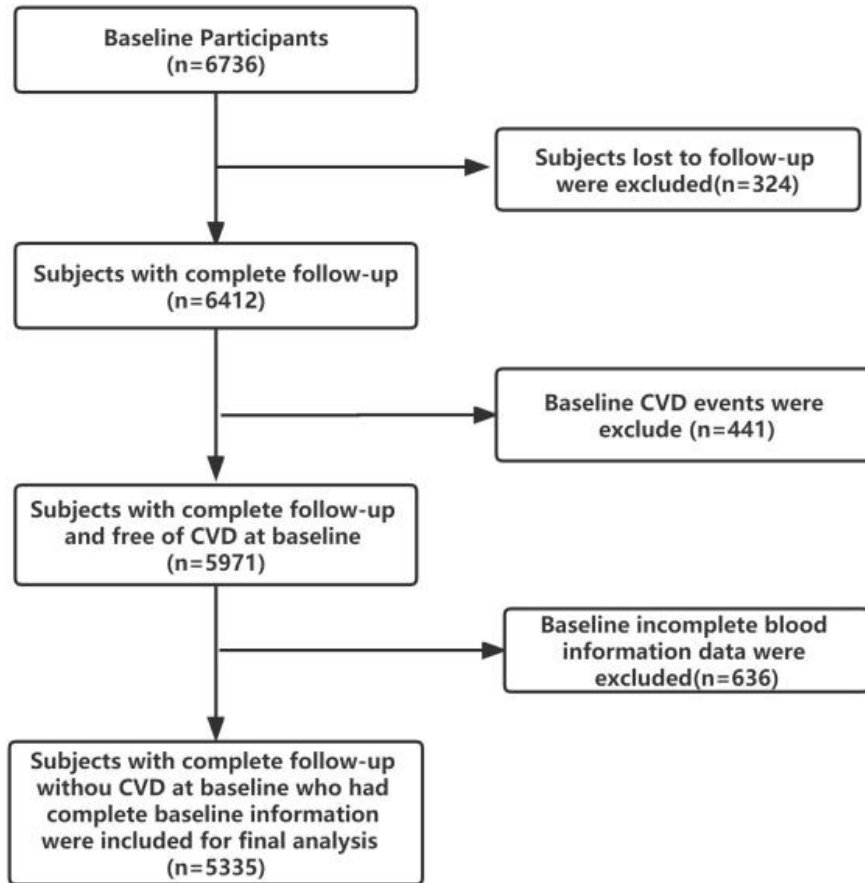 Baseline Participants
(n=6736)
Subjects lost to follow-up
were excluded(n=324)
Subjects with complete follow-up
(n=6412)
Baseline CVD events were
exclude (n=441)
Subjects with complete follow-up
and free of CVD at baseline
(n=5971)
Baseline incomplete blood
information data were
excluded(n=636)
Subjects with complete follow-up
withou CVD at baseline who had
complete baseline information
were included for final analysis
(n=5335)